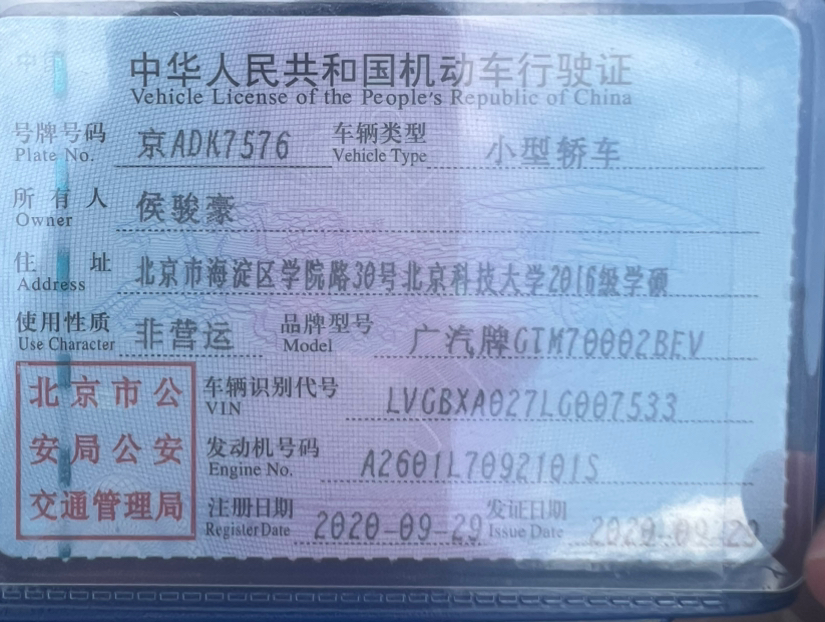 中华人民共和国机动车行驶证
Vehicle License of the People's Republic of China
号牌号码 京ADK7576 车辆类型 小型轿车
Plate No. Vehicle Type
所有人 侯骏豪
Owner
住址 北京市海淀区学院路30号北京科技大学2016级学硕
Address
使用性质 非营运 品牌型号 广汽牌GTM70002BEV
Use Character Model
北京市公安局公安交通管理局
车辆识别代号 LVGBXA027LG007533
VIN
发动机号码 A2601L7092101S
Engine No.
注册日期 2020-09-29 发证日期 2020-09-29
Register Date Issue Date